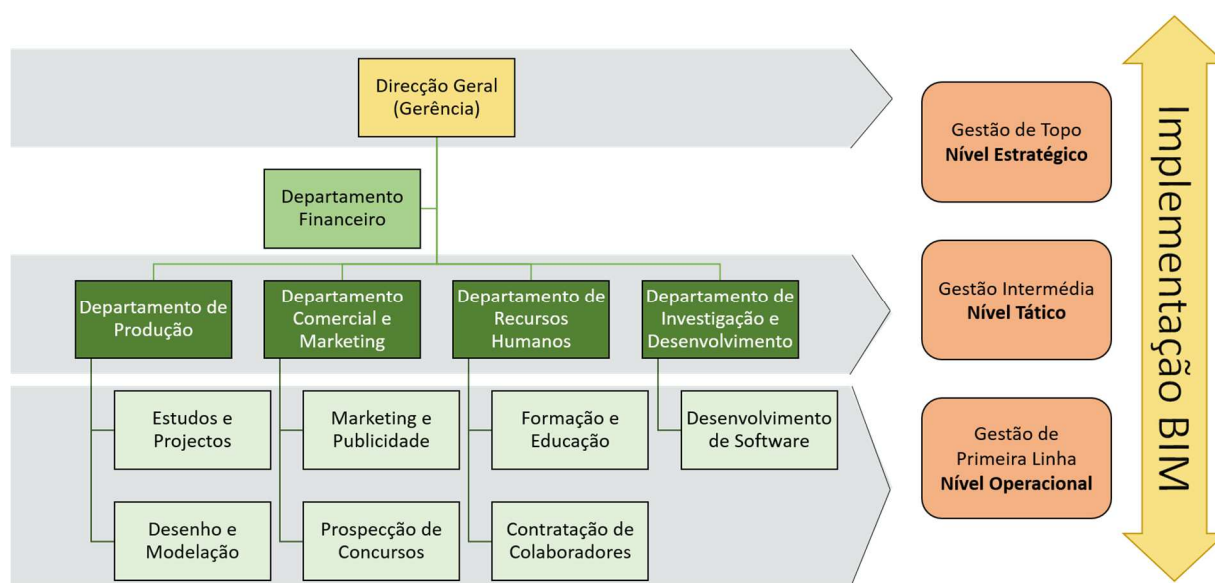 Direcção Geral
(Gerência)
Departamento
Financeiro
Departamento de
Produção
Departamento
Comercial e
Marketing
Departamento de
Recursos
Humanos
Departamento de
Investigação e
Desenvolvimento
Estudos e
Projectos
Marketing e
Publicidade
Formação e
Educação
Desenvolvimento
de Software
Desenho e
Modelação
Prospecção de
Concursos
Contratação de
Colaboradores
Gestão de Topo
Nível Estratégico
Gestão Intermédia
Nível Tático
Gestão de
Primeira Linha
Nível Operacional
Implementação BIM